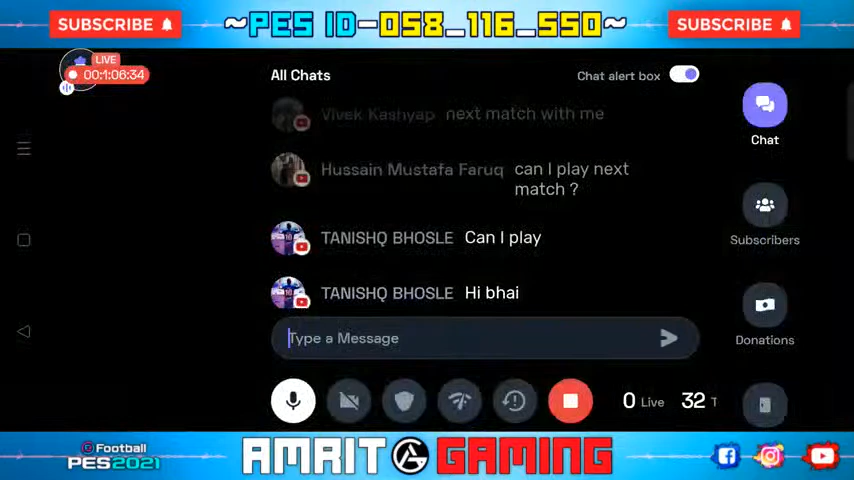 SUBSCRIBE
~PES ID-058_116_550~
SUBSCRIBE
LIVE
00:1:06:34
All Chats
Chat alert box
Vivek Kashyap next match with me
Chat
Hussain Mustafa Faruq can I play next
match ?
TANISHQ BHOSLE Can I play
Subscribers
TANISHQ BHOSLE Hi bhai
Type a Message
Donations
0 Live 32 T
eFootball
PES2021
AMRIT G GAMING